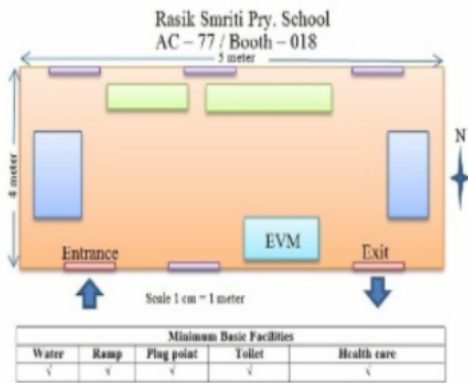 Rasik Smriti Pry. School
AC – 77 / Booth – 018
5 meter
4 meter
N
EVM
Entrance
Exit
Scale 1 cm = 1 meter
Minimum Basic Facilities
Water Ramp Plug point Toilet Health care
√ √ √ √ √